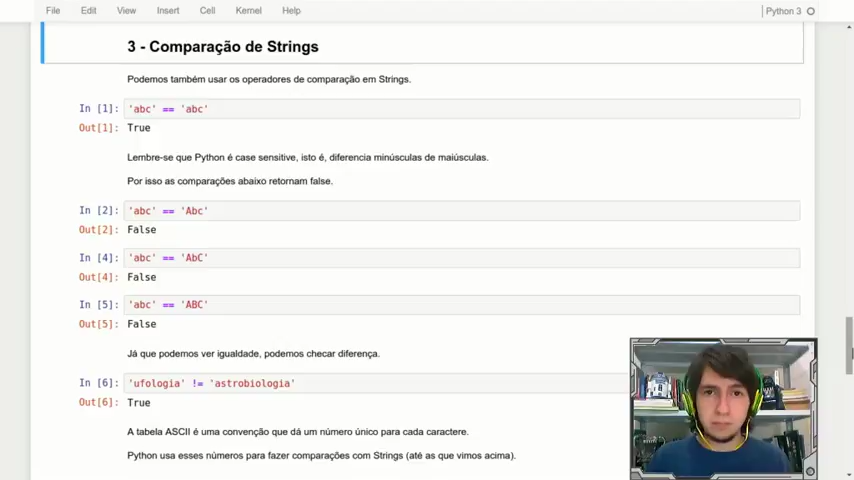 File Edit View Insert Cell Kernel Help Python 3
3 - Comparação de Strings
Podemos também usar os operadores de comparação em Strings.
In [1]: 'abc' == 'abc'
Out[1]: True
Lembre-se que Python é case sensitive, isto é, diferencia minúsculas de maiúsculas.
Por isso as comparações abaixo retornam false.
In [2]: 'abc' == 'Abc'
Out[2]: False
In [4]: 'abc' == 'AbC'
Out[4]: False
In [5]: 'abc' == 'ABC'
Out[5]: False
Já que podemos ver igualdade, podemos checar diferença.
In [6]: 'ufologia' != 'astrobiologia'
Out[6]: True
A tabela ASCII é uma convenção que dá um número único para cada caractere.
Python usa esses números para fazer comparações com Strings (até as que vimos acima).